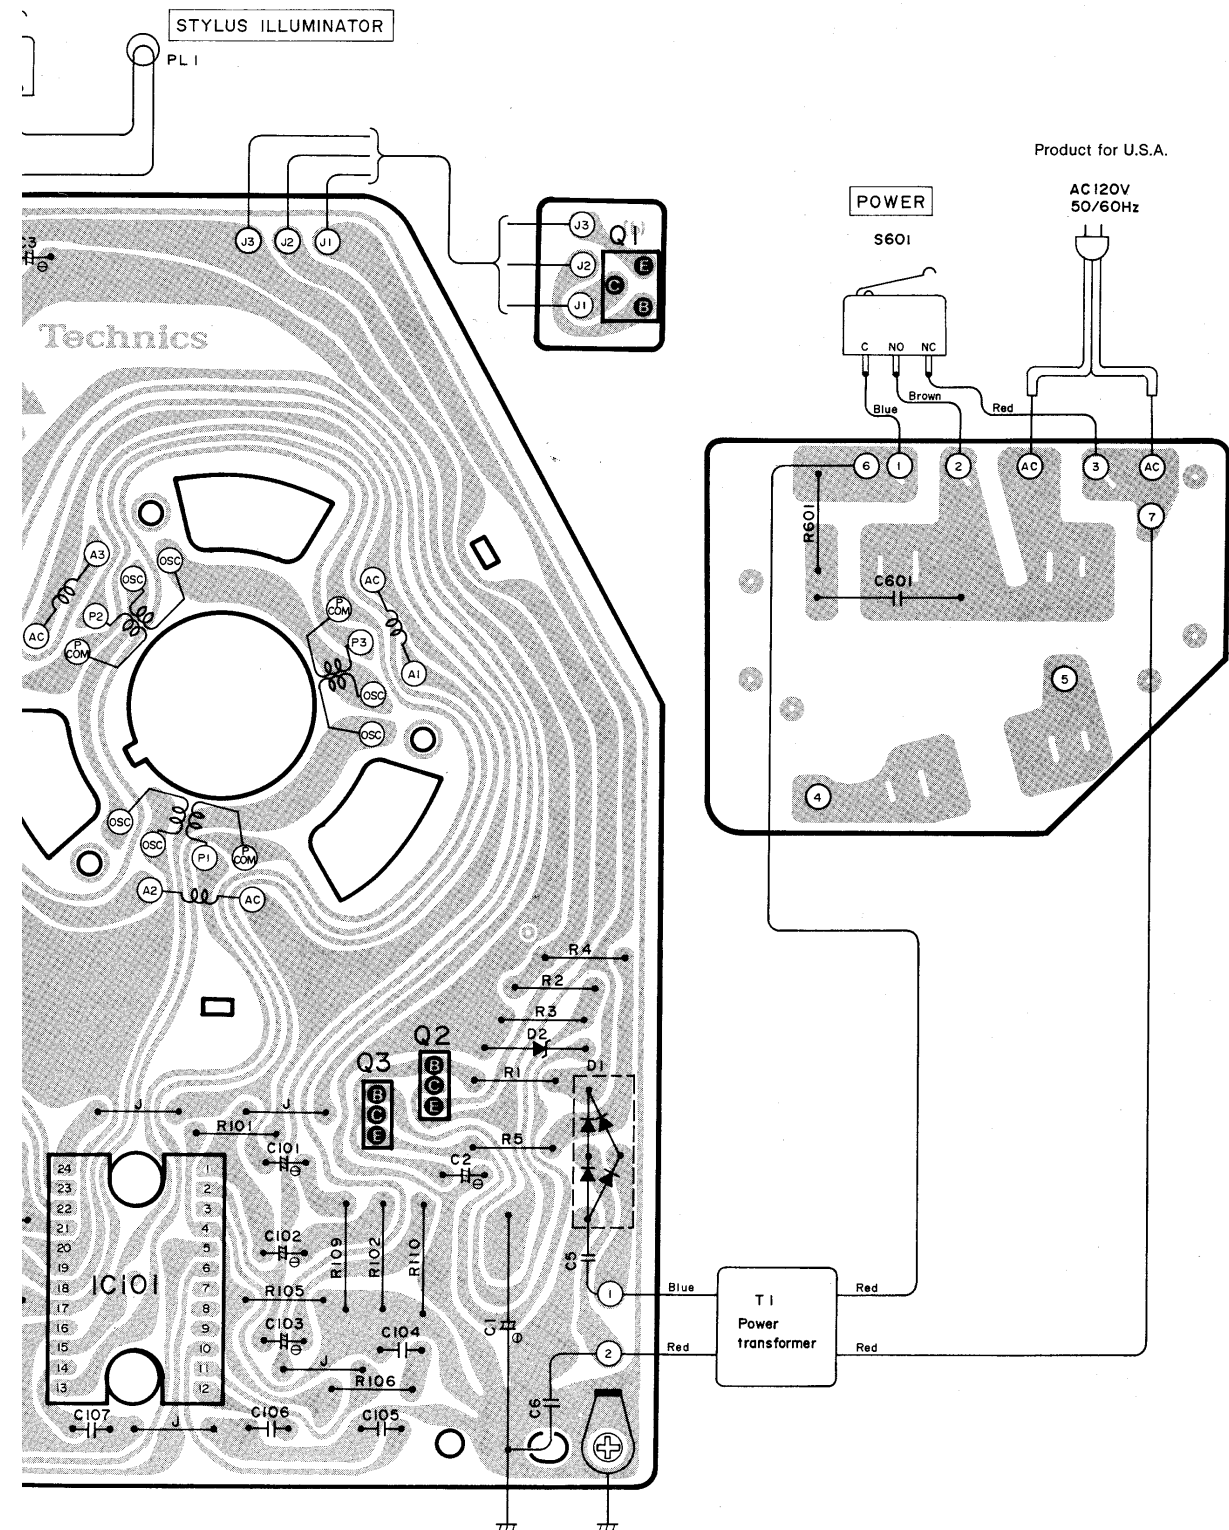 STYLUS ILLUMINATOR
PL1
Product for U.S.A.
AC120V
50/60Hz
POWER
S601
C NO NC
Blue
Brown
Red
J3 J2 J1
J3
J2
J1
Q1
E
C
B
C3
Technics
6 1 2 AC 3 AC
7
R601
C601
5
4
A3
OSC
OSC
P2
AC
P COM
AC
P COM
P3
A1
OSC
OSC
OSC
OSC
P1
P COM
A2
AC
R4
R2
R3
D2
D1
Q2
B
C
E
Q3
B
C
E
R1
J
J
R101
C101
R5
C2
24
23
22
21
20
19
18
17
16
15
14
13
1
2
3
4
5
6
7
8
9
10
11
12
IC101
C102
R109
R102
R110
R105
C103
C104
J
R106
C107
J
C106
C105
C1
C5
C6
1
2
Blue
Red
T1
Power
transformer
Red
Red